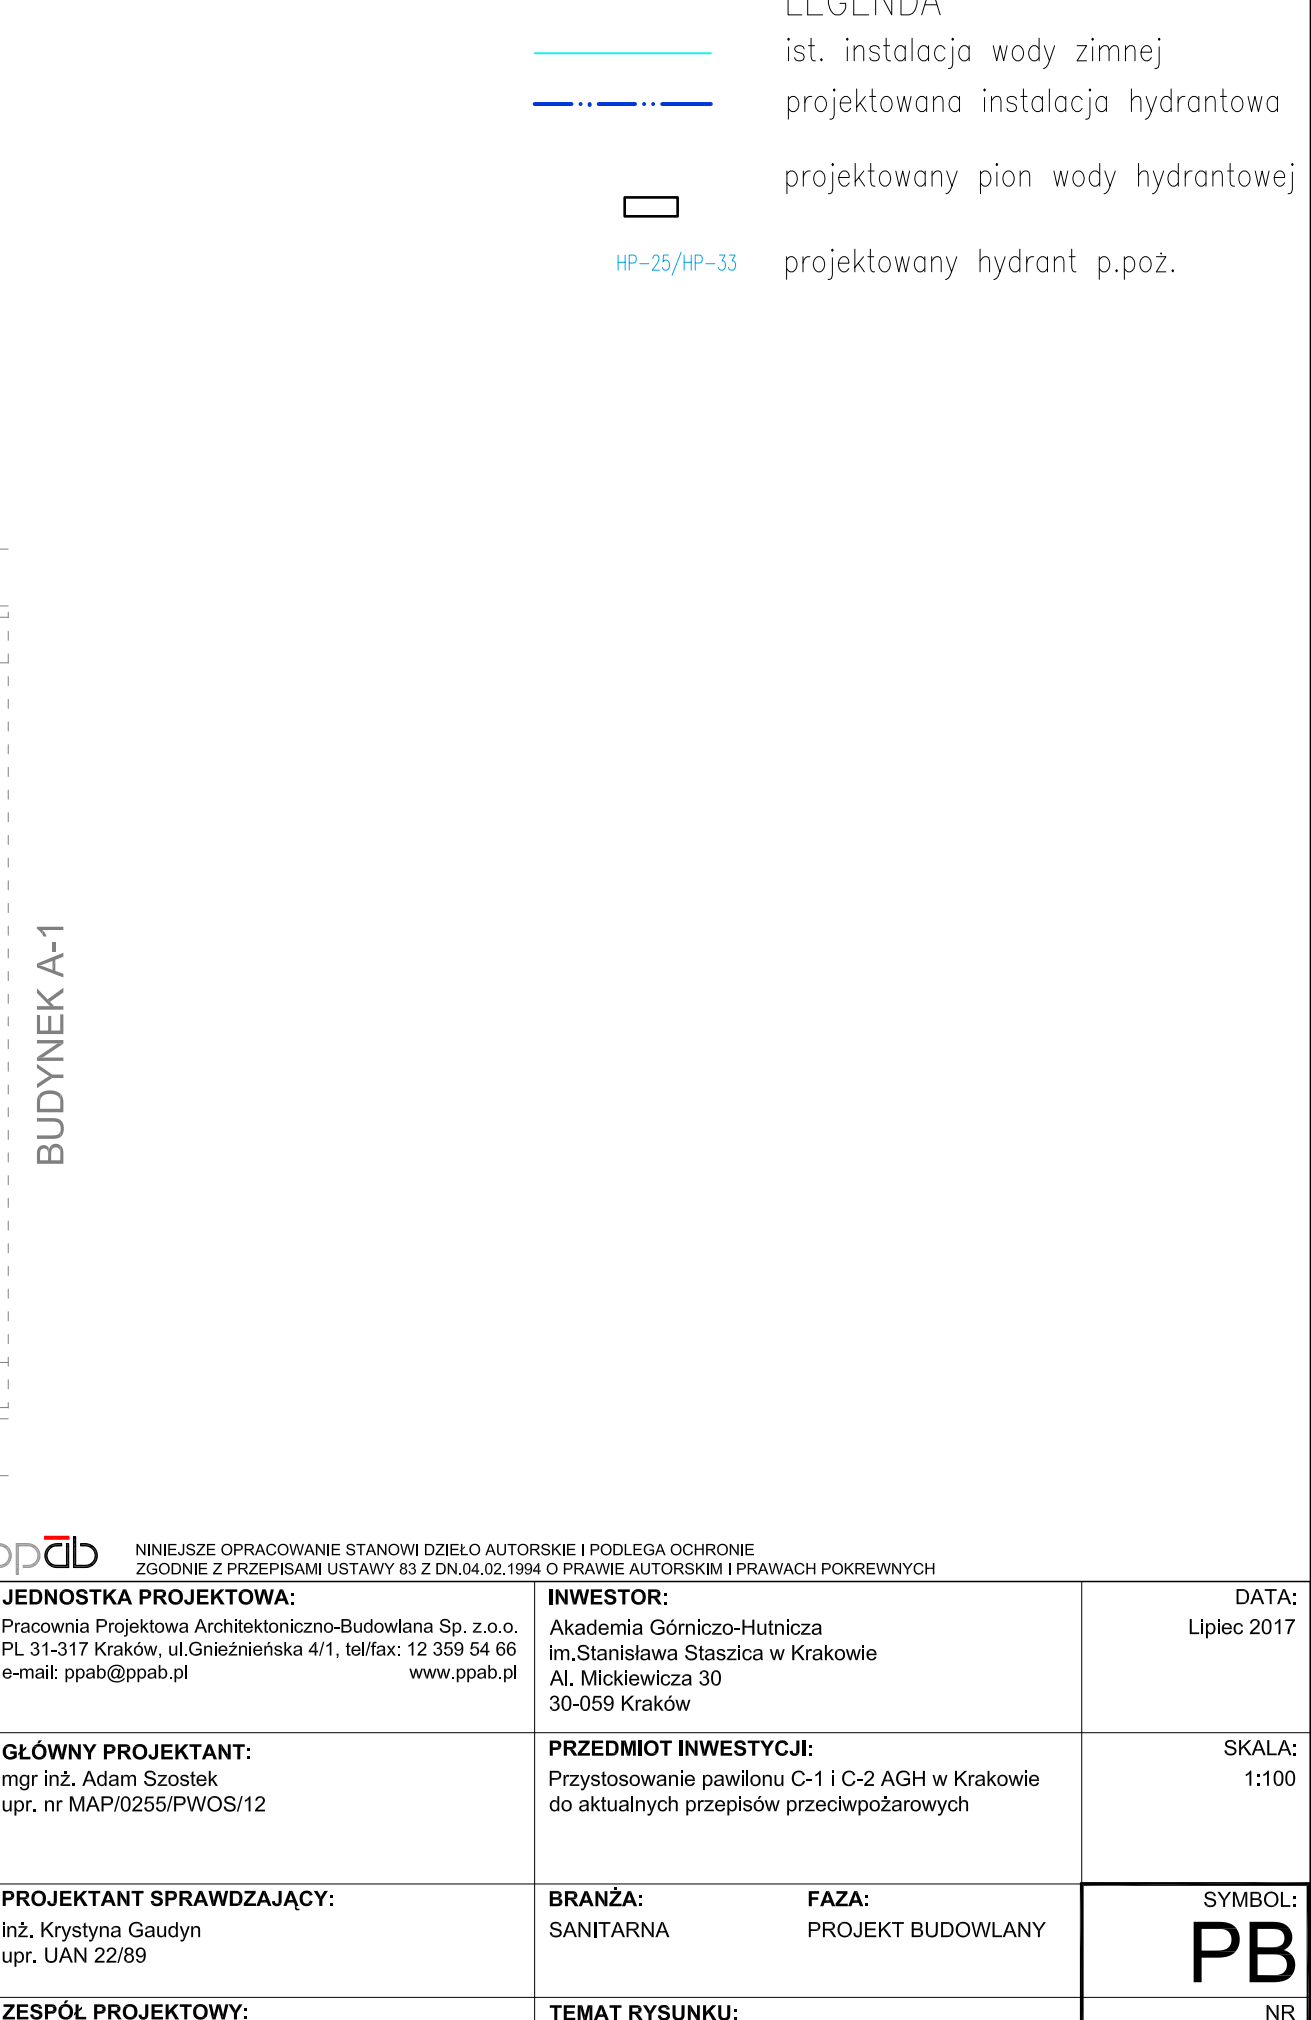 LEGENDA
ist. instalacja wody zimnej
projektowana instalacja hydrantowa
projektowany pion wody hydrantowej
HP-25/HP-33 projektowany hydrant p.poż.
BUDYNEK A-1
ppab
NINIEJSZE OPRACOWANIE STANOWI DZIEŁO AUTORSKIE I PODLEGA OCHRONIE
ZGODNIE Z PRZEPISAMI USTAWY 83 Z DN.04.02.1994 O PRAWIE AUTORSKIM I PRAWACH POKREWNYCH
JEDNOSTKA PROJEKTOWA:
Pracownia Projektowa Architektoniczno-Budowlana Sp. z.o.o.
PL 31-317 Kraków, ul.Gnieźnieńska 4/1, tel/fax: 12 359 54 66
e-mail: ppab@ppab.pl www.ppab.pl
INWESTOR:
Akademia Górniczo-Hutnicza
im.Stanisława Staszica w Krakowie
Al. Mickiewicza 30
30-059 Kraków
DATA:
Lipiec 2017
GŁÓWNY PROJEKTANT:
mgr inż. Adam Szostek
upr. nr MAP/0255/PWOS/12
PRZEDMIOT INWESTYCJI:
Przystosowanie pawilonu C-1 i C-2 AGH w Krakowie
do aktualnych przepisów przeciwpożarowych
SKALA:
1:100
PROJEKTANT SPRAWDZAJĄCY:
inż. Krystyna Gaudyn
upr. UAN 22/89
BRANŻA:
SANITARNA
FAZA:
PROJEKT BUDOWLANY
SYMBOL:
PB
ZESPÓŁ PROJEKTOWY:
TEMAT RYSUNKU:
NR